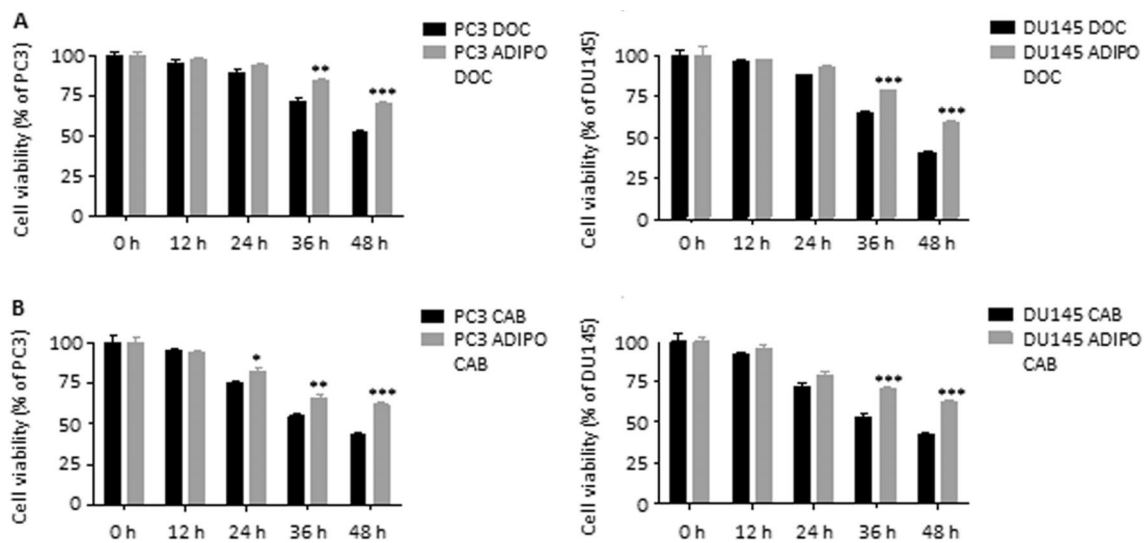 A
Cell viability (% of PC3)
100
75
50
25
0
0 h 12 h 24 h 36 h 48 h
** ***
PC3 DOC
PC3 ADIPO
DOC
Cell viability (% of DU145)
100
75
50
25
0
0 h 12 h 24 h 36 h 48 h
*** ***
DU145 DOC
DU145 ADIPO
DOC
B
Cell viability (% of PC3)
100
75
50
25
0
0 h 12 h 24 h 36 h 48 h
* ** ***
PC3 CAB
PC3 ADIPO
CAB
Cell viability (% of DU145)
100
75
50
25
0
0 h 12 h 24 h 36 h 48 h
*** ***
DU145 CAB
DU145 ADIPO
CAB